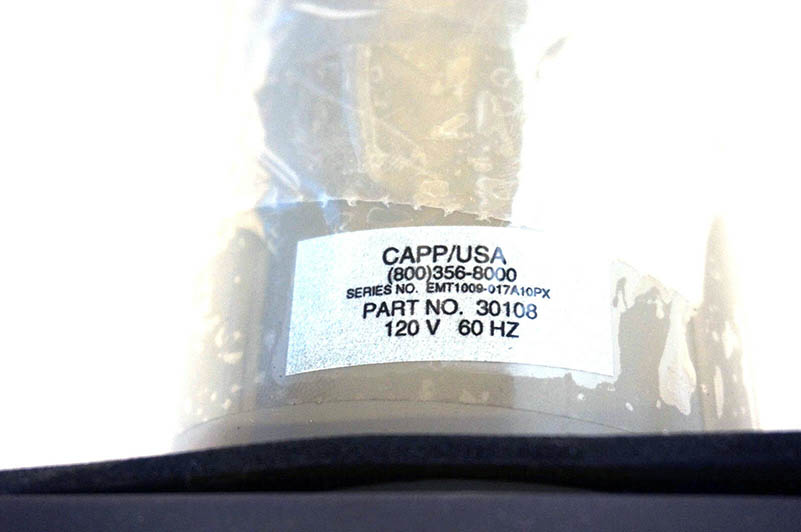 CAPP/USA
(800)356-8000
SERIES NO. EMT1009-017A10PX
PART NO. 30108
120 V 60 HZ